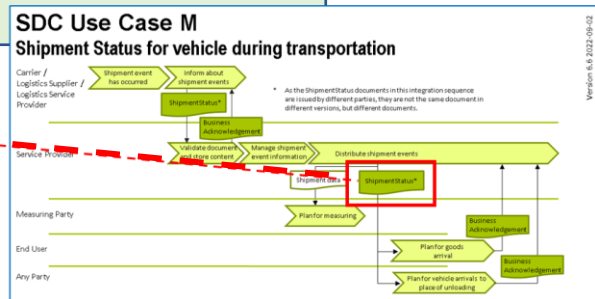 SDC Use Case M
Shipment Status for vehicle during transportation
Version 6.6 2022-09-02
Carrier /
Logistics Supplier /
Logistics Service
Provider
Shipment event
has occurred
Inform about
shipment events
* As the ShipmentStatus documents in this integration sequence
are issued by different parties, they are not the same document in
different versions, but different documents.
ShipmentStatus*
Business
Acknowledgement
Service Provider
Validate document
and store content
Manage shipment
event information
Distribute shipment events
Shipment data
ShipmentStatus*
Measuring Party
Plan for measuring
Business
Acknowledgement
End User
Plan for goods
arrival
Business
Acknowledgement
Any Party
Plan for vehicle arrivals to
place of unloading